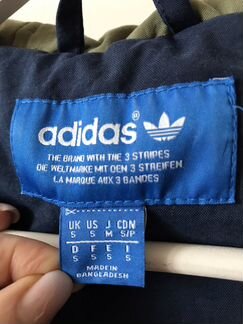 adidas®
THE BRAND WITH THE 3 STRIPES
DIE WELTMARKE MIT DEN 3 STREIFEN
LA MARQUE AUX 3 BANDES
UK US J CDN
S S M S/P
D F E I
S S S S
MADE IN
BANGLADESH